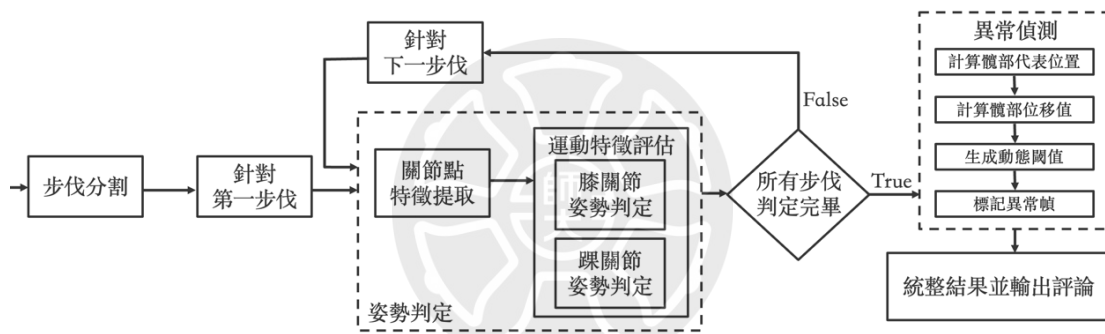 步伐分割
針對
第一步伐
針對
下一步伐
關節點
特徵提取
運動特徵評估
膝關節
姿勢判定
踝關節
姿勢判定
姿勢判定
所有步伐
判定完畢
False
True
異常偵測
計算髖部代表位置
計算髖部位移值
生成動態閾值
標記異常幀
統整結果並輸出評論
師